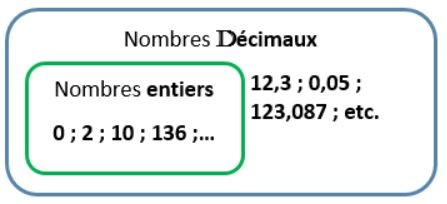 Nombres Décimaux
Nombres entiers
0 ; 2 ; 10 ; 136 ;...
12,3 ; 0,05 ;
123,087 ; etc.